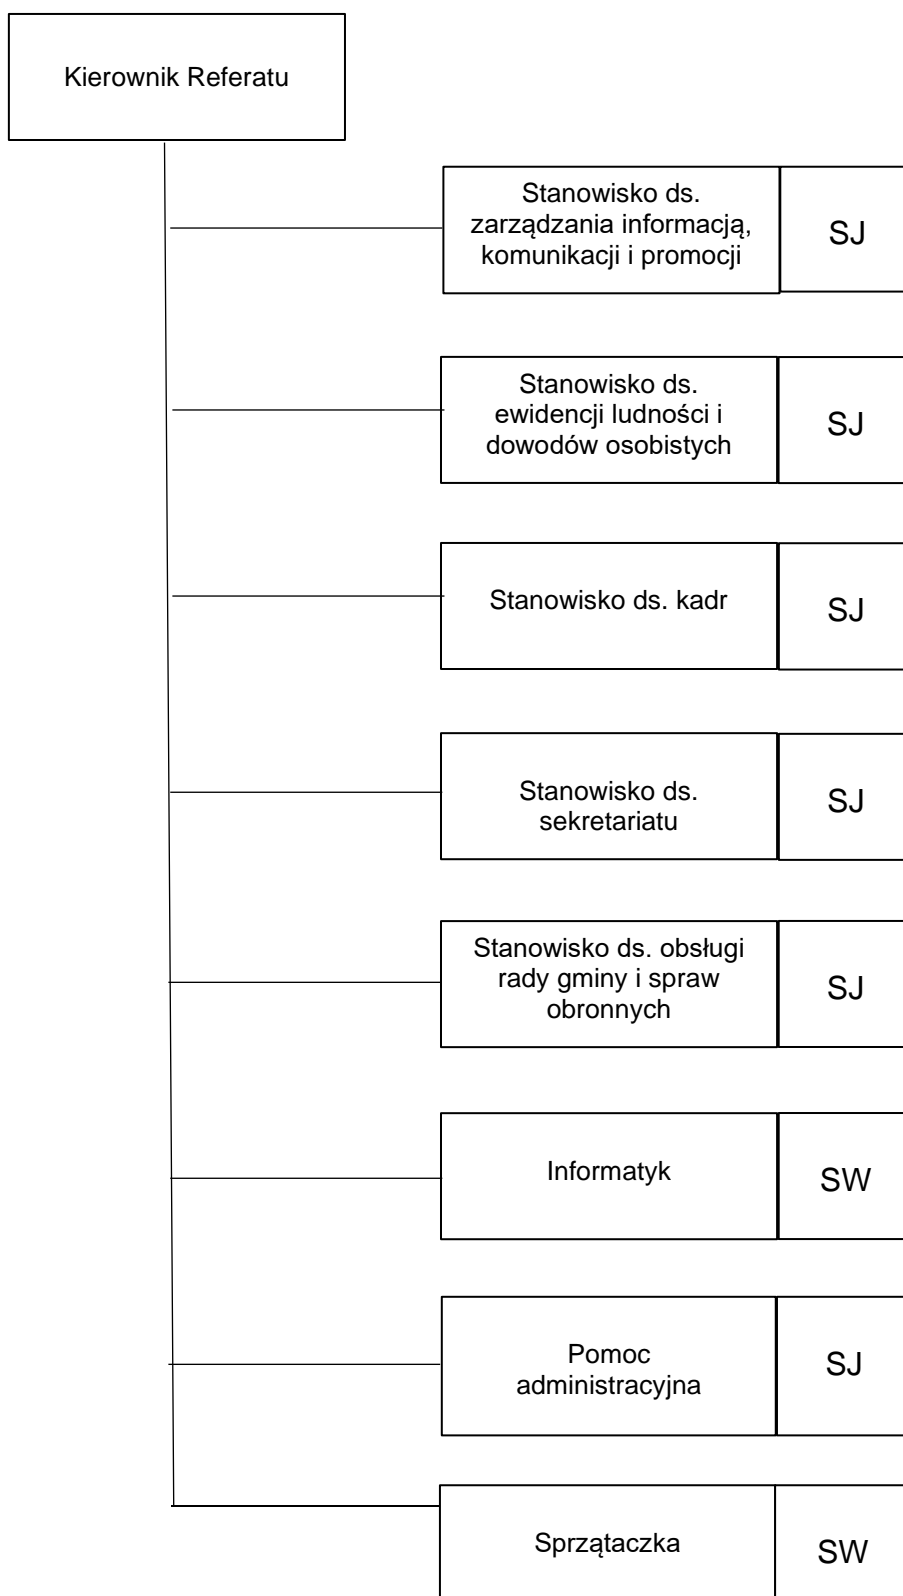 Kierownik Referatu
Stanowisko ds.
zarządzania informacją,
komunikacji i promocji
SJ
Stanowisko ds.
ewidencji ludności i
dowodów osobistych
SJ
Stanowisko ds. kadr
SJ
Stanowisko ds.
sekretariatu
SJ
Stanowisko ds. obsługi
rady gminy i spraw
obronnych
SJ
Informatyk
SW
Pomoc
administracyjna
SJ
Sprzątaczka
SW